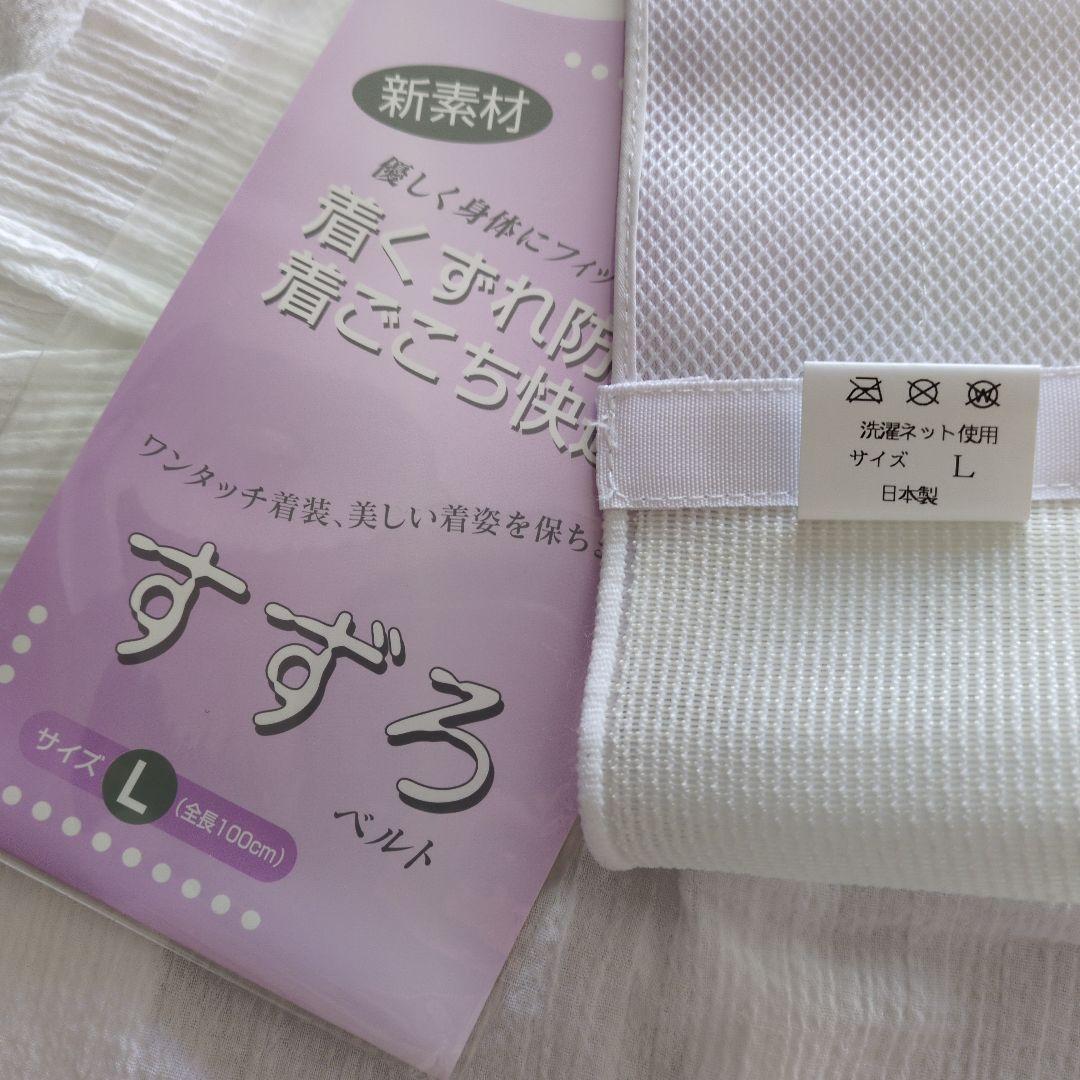 新素材
優しく身体にフィッ
着くずれ防
着ごこち快適
ワンタッチ着装、美しい着姿を保ち
すずろ
ベルト
サイズ L (全長100cm)
W
洗濯ネット使用
サイズ L
日本製